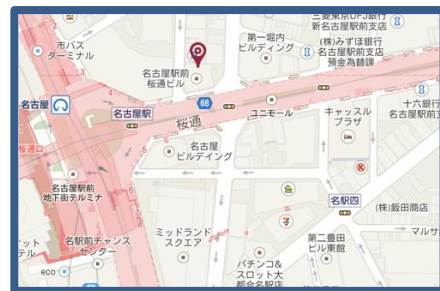 市バス
ターミナル
第一堀内
ビルディング
三菱東京UFJ銀行
新名古屋駅前支店
(株)みずほ銀行
名古屋駅前支店
預金為替課
名古屋駅前
桜通ビル
名古屋
名古屋駅
68
ユニモール
キャッスル
プラザ
十六銀行
名古屋駅前支
桜通
桜通口
名古屋
ビルディング
名古屋駅前
地下街テルミナ
名駅四
(株)飯田商店
ミッドランド
スクエア
第二豊田
ビル東館
マルサ
名駅前チャンス
センター
ット
テル
eco
パチンコ&
スロット大
都会名駅店